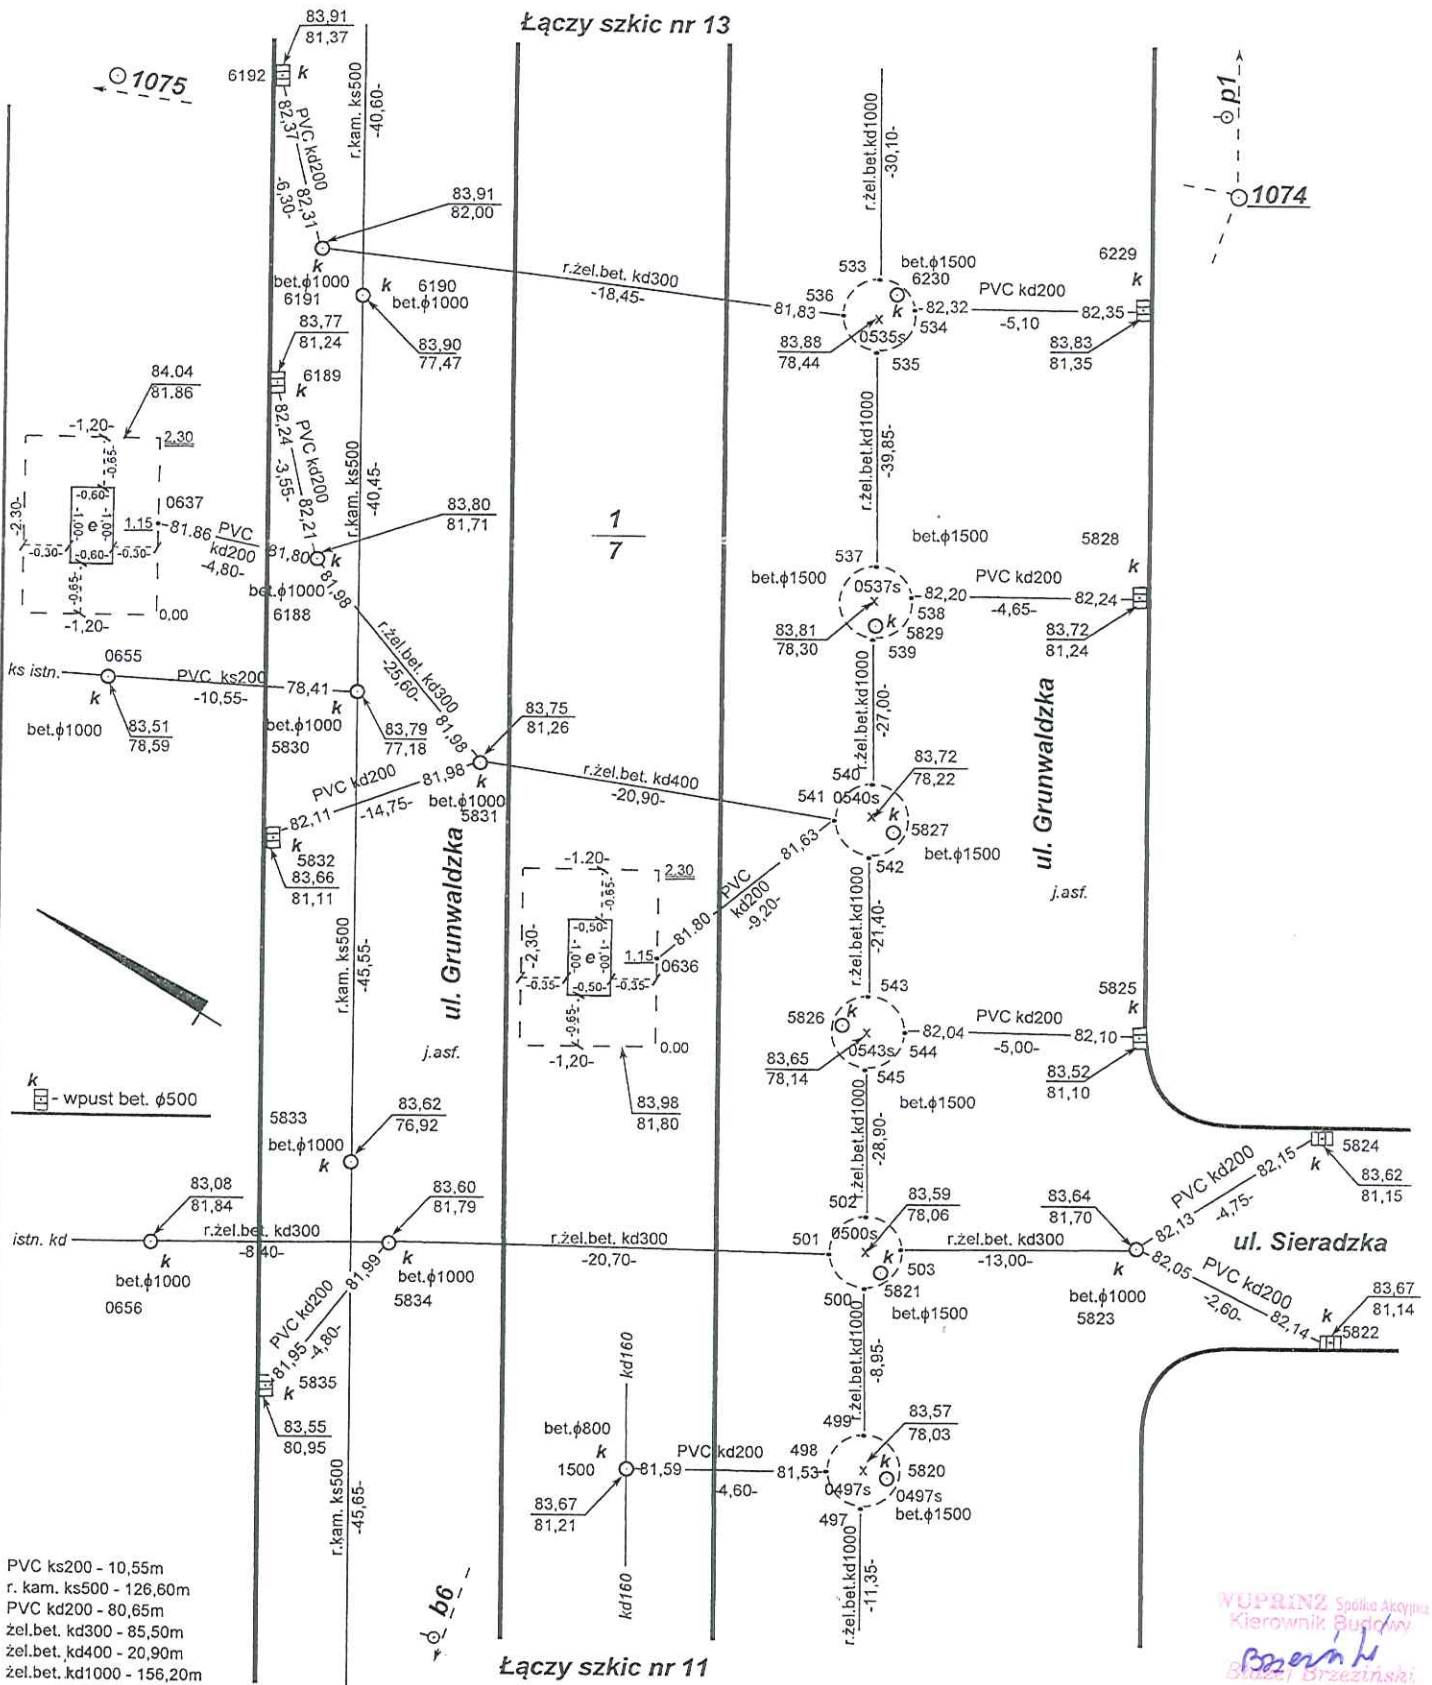 Łączy szkic nr 13
83,91
81,37
6192
k
1075
82,37
PVC kd200
82,31
-6,30-
r.kam. ks500
-40,60-
r.żel.bet.kd1000
-30,10-
p1
1074
83,91
82,00
k
bet.ϕ1000
6191
k
6190
bet.ϕ1000
83,90
77,47
r.żel.bet. kd300
-18,45-
81,83
533
536
bet.ϕ1500
6230
k
x
0535s
534
535
83,88
78,44
82,32
PVC kd200
-5,10
82,35
6229
k
83,83
81,35
83,77
81,24
6189
k
82,24
PVC kd200
-3,55-
82,21
r.kam. ks500
-40,45-
r.żel.bet.kd1000
-39,85-
84.04
81.86
-1,20-
2.30
-0.65-
-2.30-
-0,60-
-1,00-
e
-1,00-
-0,60-
-0.30-
-0.30-
1.15
0637
-0.65-
0.00
-1,20-
81.86
PVC
kd200
-4,80-
81,80
k
83,80
81,71
bet.ϕ1000
6188
81,98
r.żel.bet. kd300
-25,60-
81,98
1
7
537
bet.ϕ1500
bet.ϕ1500
0537s
x
k
538
5829
539
83,81
78,30
82,20
PVC kd200
-4,65-
82,24
5828
k
83,72
81,24
ks istn.
0655
k
bet.ϕ1000
83,51
78,59
PVC ks200
-10,55-
78,41
k
bet.ϕ1000
5830
83,79
77,18
83,75
81,26
k
bet.ϕ1000
5831
81,98
PVC kd200
82,11
-14,75-
k
5832
83,66
81,11
r.żel.bet. kd400
-20,90-
r.żel.bet.kd1000
-27,00-
83,72
78,22
540
541
0540s
x
k
5827
bet.ϕ1500
542
ul. Grunwaldzka
j.asf.
ul. Grunwaldzka
j.asf.
81,63
PVC
kd200
-9,20-
81.80
-1.20-
2.30
-0.65-
-2,30-
-0,50-
-1,00-
e
-1,00-
-0,50-
-0.35-
-0.35-
1.15
0636
-0.65-
0.00
-1,20-
83,98
81,80
r.żel.bet.kd1000
-21,40-
r.kam. ks500
-45,55-
543
5826
x
0543s
544
545
bet.ϕ1500
83,65
78,14
82,04
PVC kd200
-5,00-
82,10
5825
k
83,52
81,10
k
- wpust bet. ϕ500
5833
bet.ϕ1000
k
83,62
76,92
r.żel.bet.kd1000
-28,90-
5824
k
83,62
81,15
PVC kd200
82,15
82,13
-4,75-
istn. kd
83,08
81,84
k
bet.ϕ1000
0656
r.żel.bet. kd300
-8,40-
83,60
81,79
k
bet.ϕ1000
5834
r.żel.bet. kd300
-20,70-
502
501
0500s
x
k
503
5821
500
bet.ϕ1500
83,59
78,06
r.żel.bet. kd300
-13,00-
83,64
81,70
k
bet.ϕ1000
5823
ul. Sieradzka
82,05
PVC kd200
-2,60-
82,14
k
5822
83,67
81,14
81,99
PVC kd200
-4,80-
81,95
k
5835
83,55
80,95
r.żel.bet.kd1000
-8,95-
kd160
bet.ϕ800
k
1500
83,67
81,21
81,59
PVC kd200
-4,60-
81,53
499
498
x
k
5820
0497s
0497s
bet.ϕ1500
497
83,57
78,03
kd160
r.żel.bet.kd1000
-11,35-
r.kam. ks500
-45,65-
b6
PVC ks200 - 10,55m
r. kam. ks500 - 126,60m
PVC kd200 - 80,65m
żel.bet. kd300 - 85,50m
żel.bet. kd400 - 20,90m
żel.bet. kd1000 - 156,20m
Łączy szkic nr 11
WUPRINŻ Spółka Akcyjna
Kierownik Budowy
Błażej Brzeziński